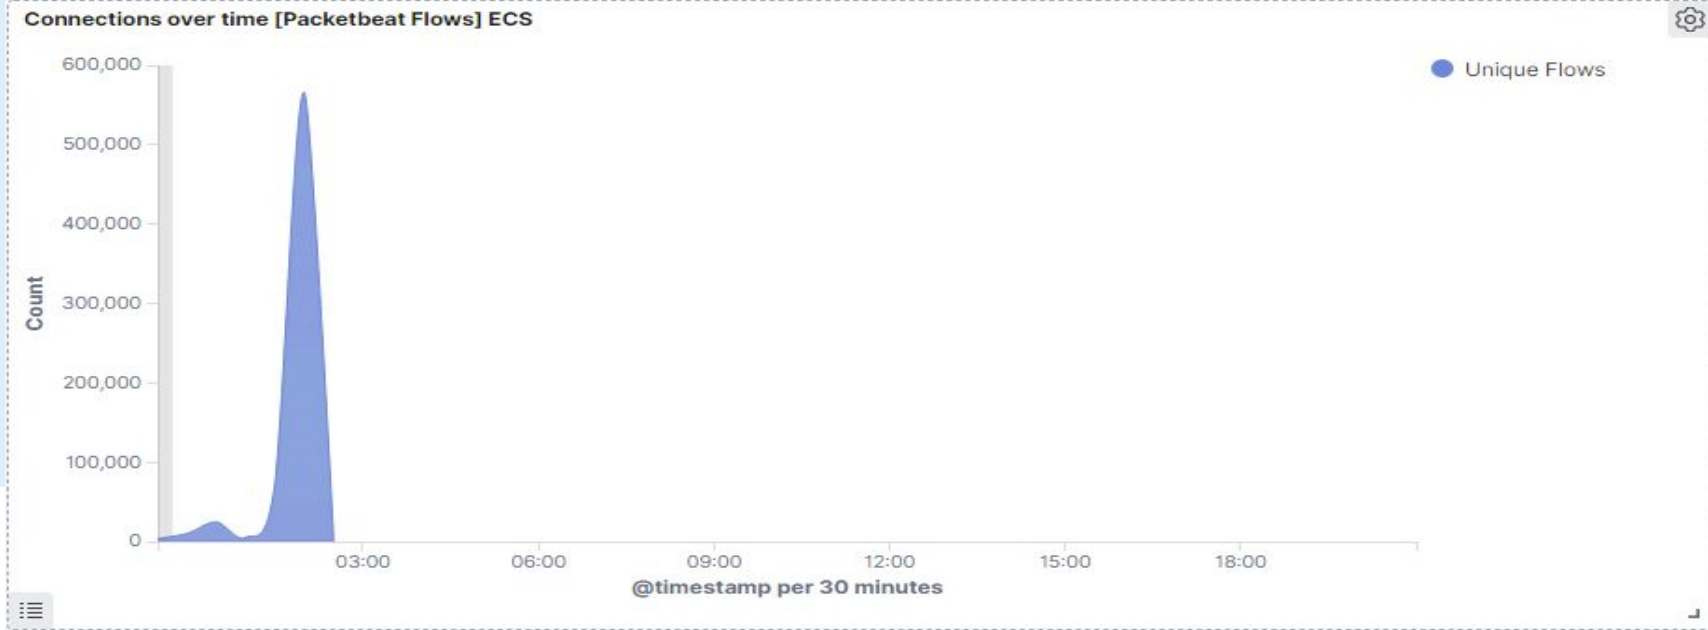 Connections over time [Packetbeat Flows] ECS
Unique Flows
600,000
500,000
400,000
300,000
200,000
100,000
0
Count
03:00 06:00 09:00 12:00 15:00 18:00
@timestamp per 30 minutes